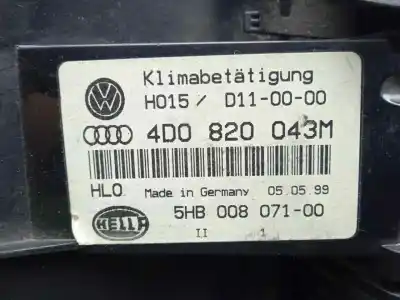 Klimabetätigung
H015/ D11-00-00
4D0 820 043M
HLO. Made in Germany 05.05.99
HELLA 5HB 008 071-00
II 1